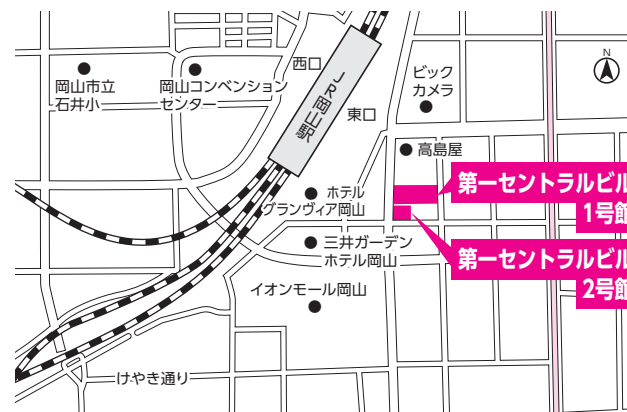 N
西口
JR岡山駅
東口
岡山市立
石井小
岡山コンベンション
センター
ビック
カメラ
高島屋
第一セントラルビル
1号館
ホテル
グランヴィア岡山
三井ガーデン
ホテル岡山
第一セントラルビル
2号館
イオンモール岡山
けやき通り